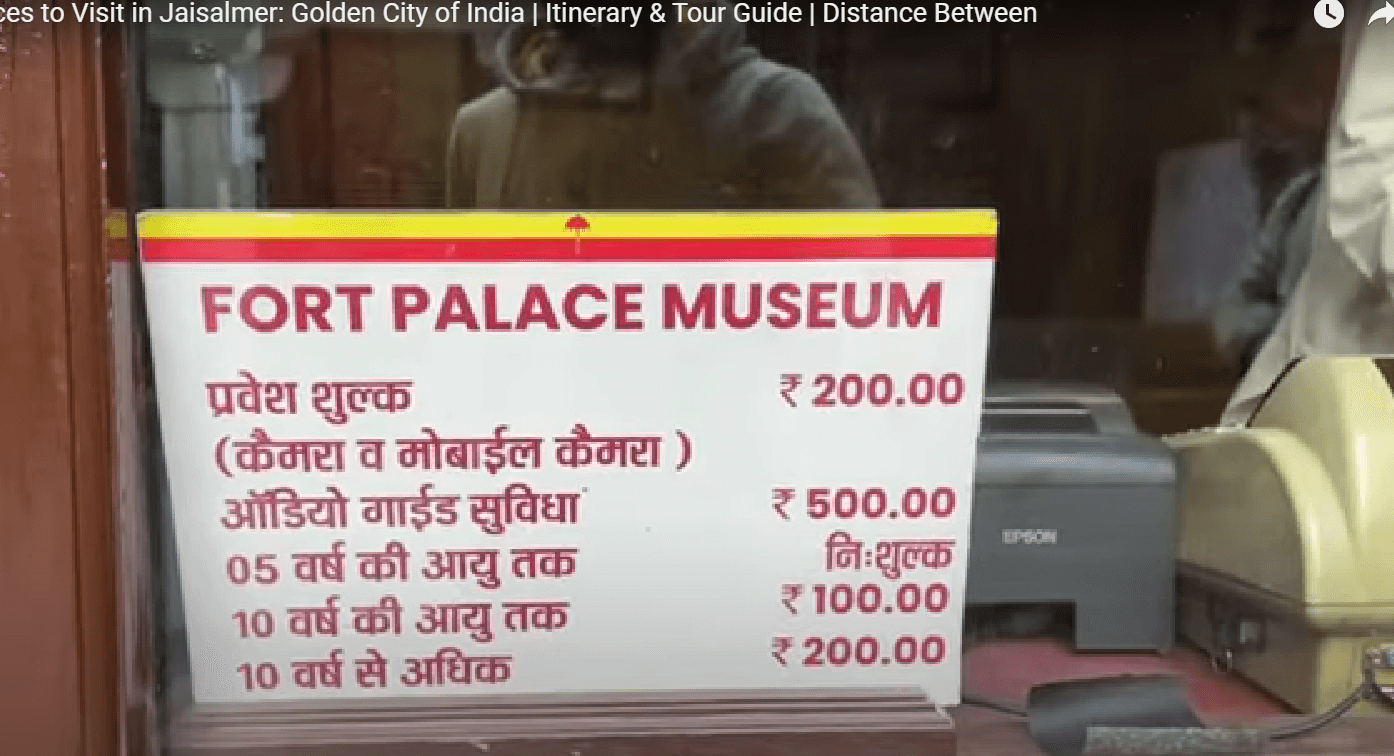 ces to Visit in Jaisalmer: Golden City of India | Itinerary & Tour Guide | Distance Between
FORT PALACE MUSEUM
प्रवेश शुल्क ₹ 200.00
(कैमरा व मोबाईल कैमरा )
ऑडियो गाईड सुविधा ₹ 500.00
05 वर्ष की आयु तक निःशुल्क
10 वर्ष की आयु तक ₹ 100.00
10 वर्ष से अधिक ₹ 200.00
EPSON